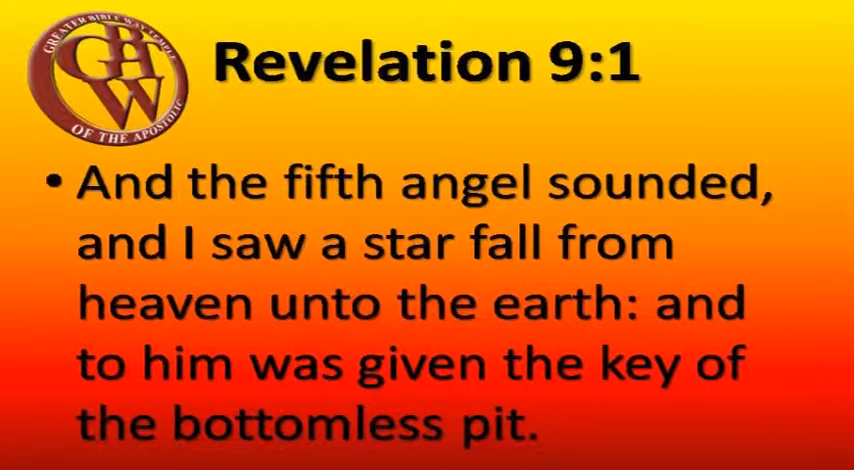 GREATER BIBLE WAY TEMPLE
GBHW
OF THE APOSTOLIC
Revelation 9:1
• And the fifth angel sounded,
and I saw a star fall from
heaven unto the earth: and
to him was given the key of
the bottomless pit.